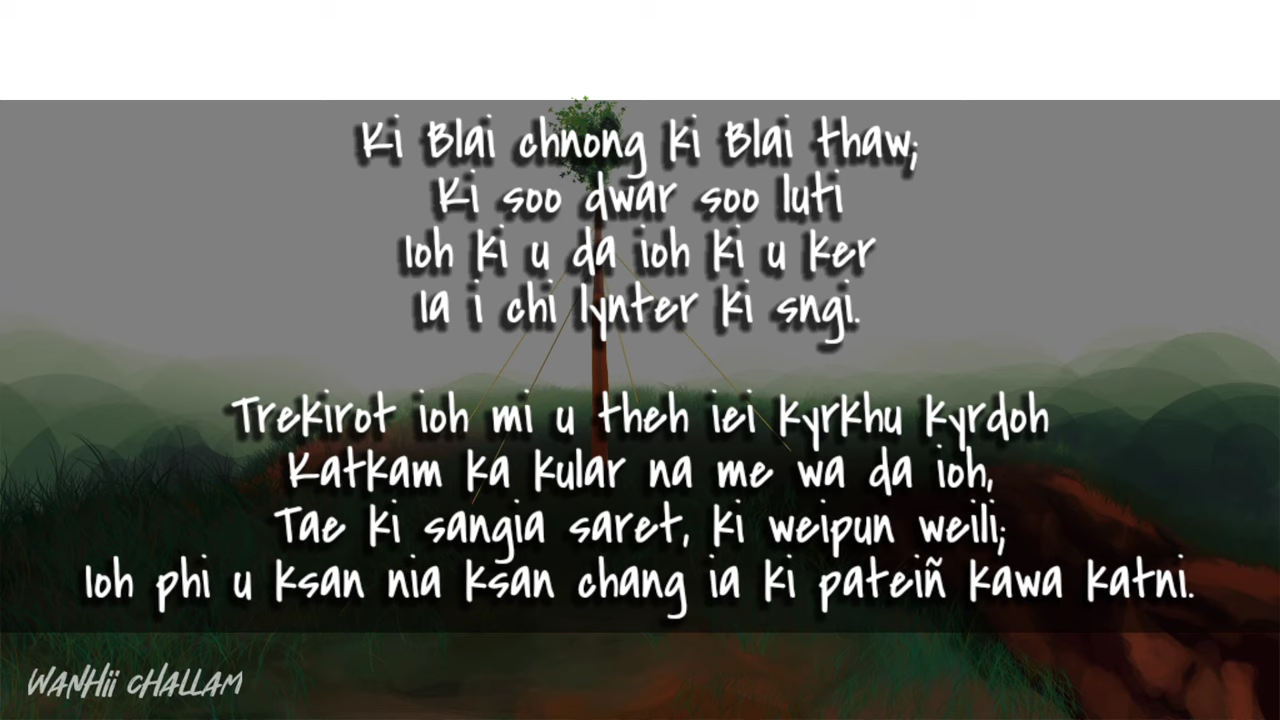 Ki Blai chnong ki Blai thaw;
Ki soo dwar soo luti
Ioh ki u da ioh ki u ker
Ia i chi lynter ki sngi.
Trekirot ioh mi u theh iei kyrkhu kyrdoh
Katkam ka kular na me wa da ioh,
Tae ki sangia saret, ki weipun weili;
Ioh phi u ksan nia ksan chang ia ki pateiñ kawa katni.
WANHii CHALLAM